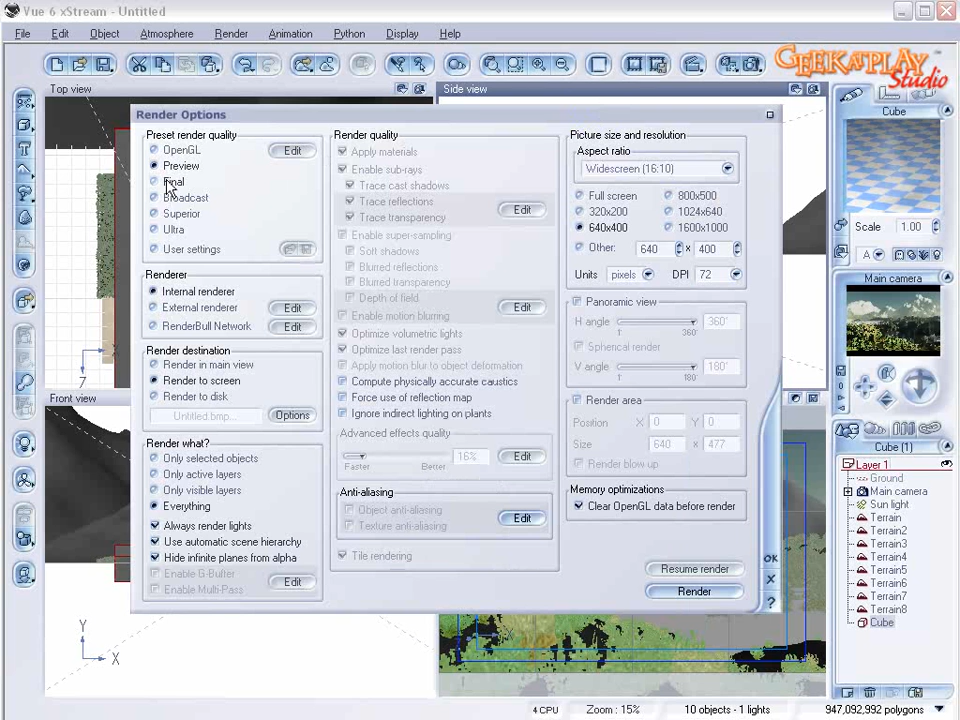 Vue 6 xStream - Untitled
File Edit Object Atmosphere Render Animation Python Display Help
GEEKATPLAY
Studio
Top view
Side view
Front view
Render Options
Preset render quality
OpenGL
Edit
Preview
Final
Broadcast
Superior
Ultra
User settings
Renderer
Internal renderer
External renderer
Edit
RenderBull Network
Edit
Render destination
Render in main view
Render to screen
Render to disk
Untitled.bmp...
Options
Render what?
Only selected objects
Only active layers
Only visible layers
Everything
Always render lights
Use automatic scene hierarchy
Hide infinite planes from alpha
Enable G-Buffer
Enable Multi-Pass
Edit
Render quality
Apply materials
Enable sub-rays
Trace cast shadows
Trace reflections
Trace transparency
Edit
Enable super-sampling
Soft shadows
Blurred reflections
Blurred transparency
Depth of field
Enable motion blurring
Edit
Optimize volumetric lights
Optimize last render pass
Apply motion blur to object deformation
Compute physically accurate caustics
Force use of reflection map
Ignore indirect lighting on plants
Advanced effects quality
16%
Edit
Faster
Better
Anti-aliasing
Object anti-aliasing
Texture anti-aliasing
Edit
Tile rendering
Picture size and resolution
Aspect ratio
Widescreen (16:10)
Full screen 800x500
320x200 1024x640
640x400 1600x1000
Other: 640 x 400
Units pixels DPI 72
Panoramic view
H angle 360°
1° 360°
Spherical render
V angle 180°
1° 180°
Render area
Position X 0 Y 0
Size 640 x 477
Render blow up
Memory optimizations
Clear OpenGL data before render
Resume render
Render
OK
X
?
Cube
Scale 1.00
A
Main camera
Cube (1)
Layer 1
Ground
Main camera
Sun light
Terrain
Terrain2
Terrain3
Terrain4
Terrain5
Terrain6
Terrain7
Terrain8
Cube
Z
Y
X
4 CPU Zoom : 15% 10 objects - 1 lights 947,092,992 polygons